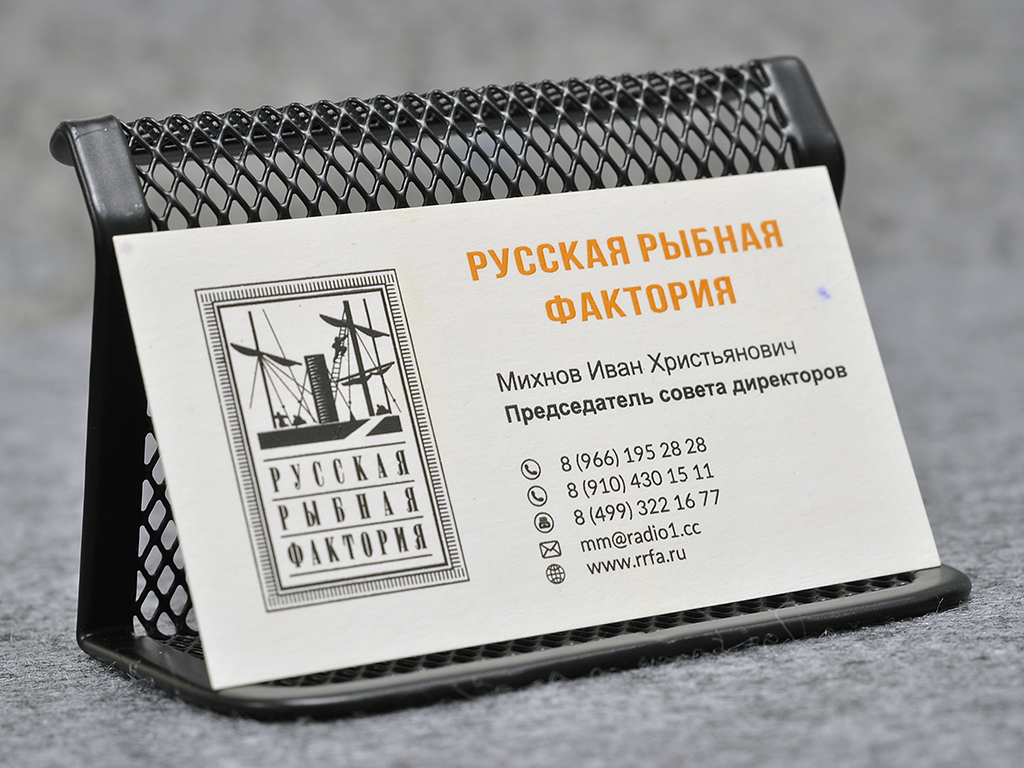 РУССКАЯ
РЫБНАЯ
ФАКТОРИЯ
РУССКАЯ РЫБНАЯ
ФАКТОРИЯ
Михнов Иван Христьянович
Председатель совета директоров
8 (966) 195 28 28
8 (910) 430 15 11
8 (499) 322 16 77
mm@radio1.cc
www.rrfa.ru